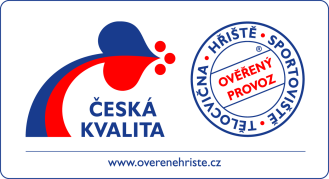 ČESKÁ
KVALITA
TĚLOCVIČNA • HŘIŠTĚ • SPORTOVIŠTĚ •
®
OVĚŘENÝ
PROVOZ
www.overenehriste.cz